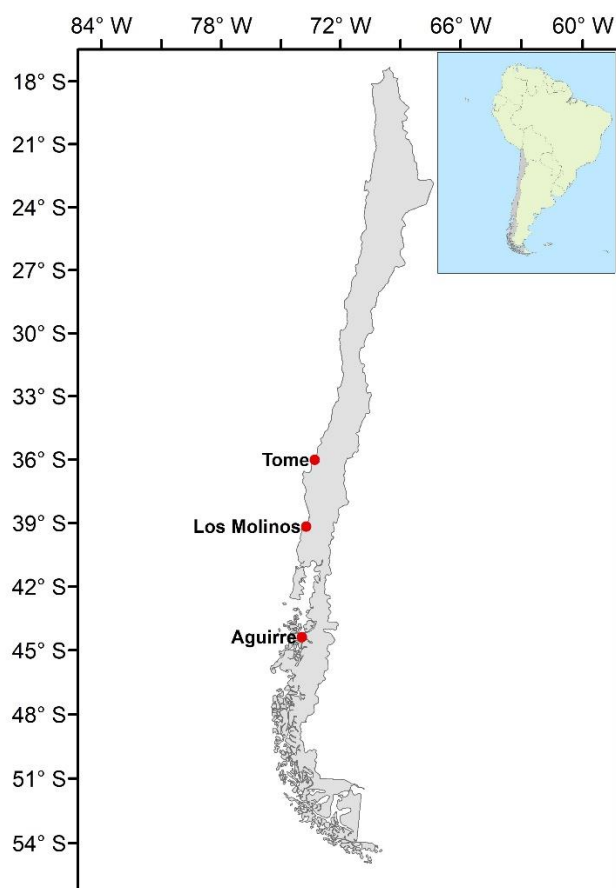 84° W 78° W 72° W 66° W 60° W
18° S
21° S
24° S
27° S
30° S
33° S
36° S
Tome
39° S
Los Molinos
42° S
45° S
Aguirre
48° S
51° S
54° S